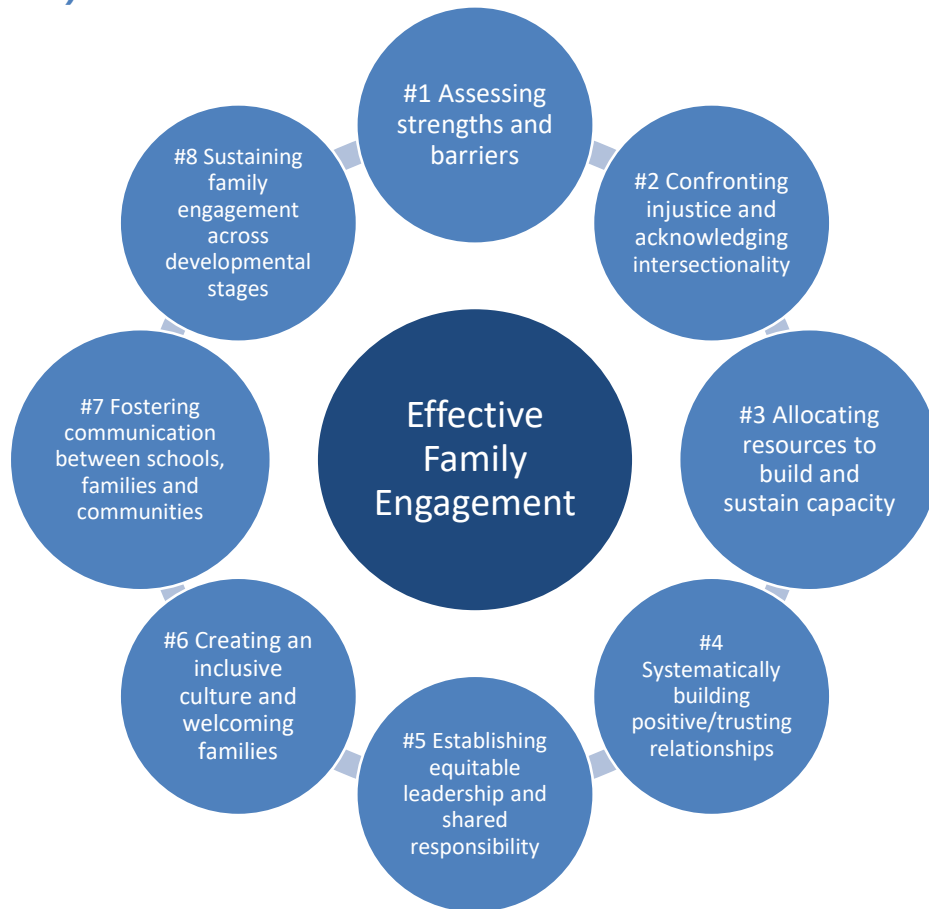 #1 Assessing
strengths and
barriers
#2 Confronting
injustice and
acknowledging
intersectionality
#3 Allocating
resources to
build and
sustain capacity
#4
Systematically
building
positive/trusting
relationships
#5 Establishing
equitable
leadership and
shared
responsibility
#6 Creating an
inclusive
culture and
welcoming
families
#7 Fostering
communication
between schools,
families and
communities
#8 Sustaining
family
engagement
across
developmental
stages
Effective
Family
Engagement